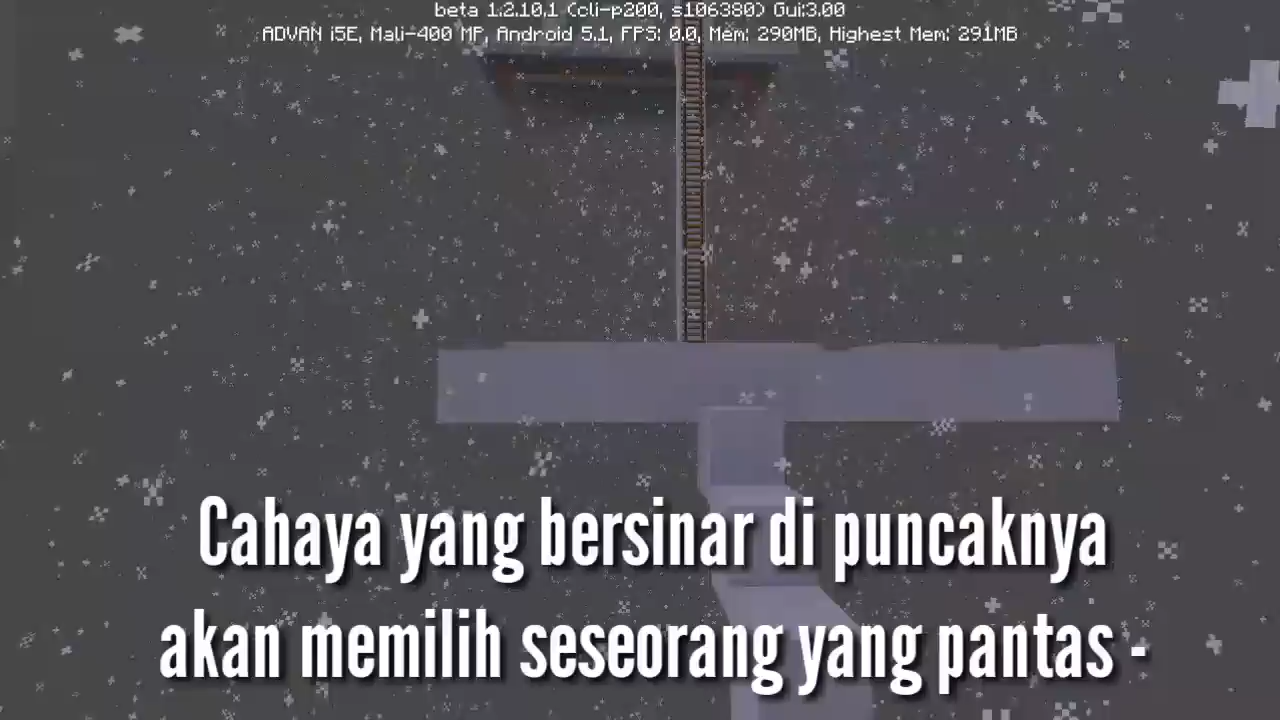 beta 1.2.10.1 (cli-p200, s106380) Gui:3.00
ADVAN i5E, Mali-400 MP, Android 5.1, FPS: 0.0, Mem: 290MB, Highest Mem: 291MB
Cahaya yang bersinar di puncaknya
akan memilih seseorang yang pantas -